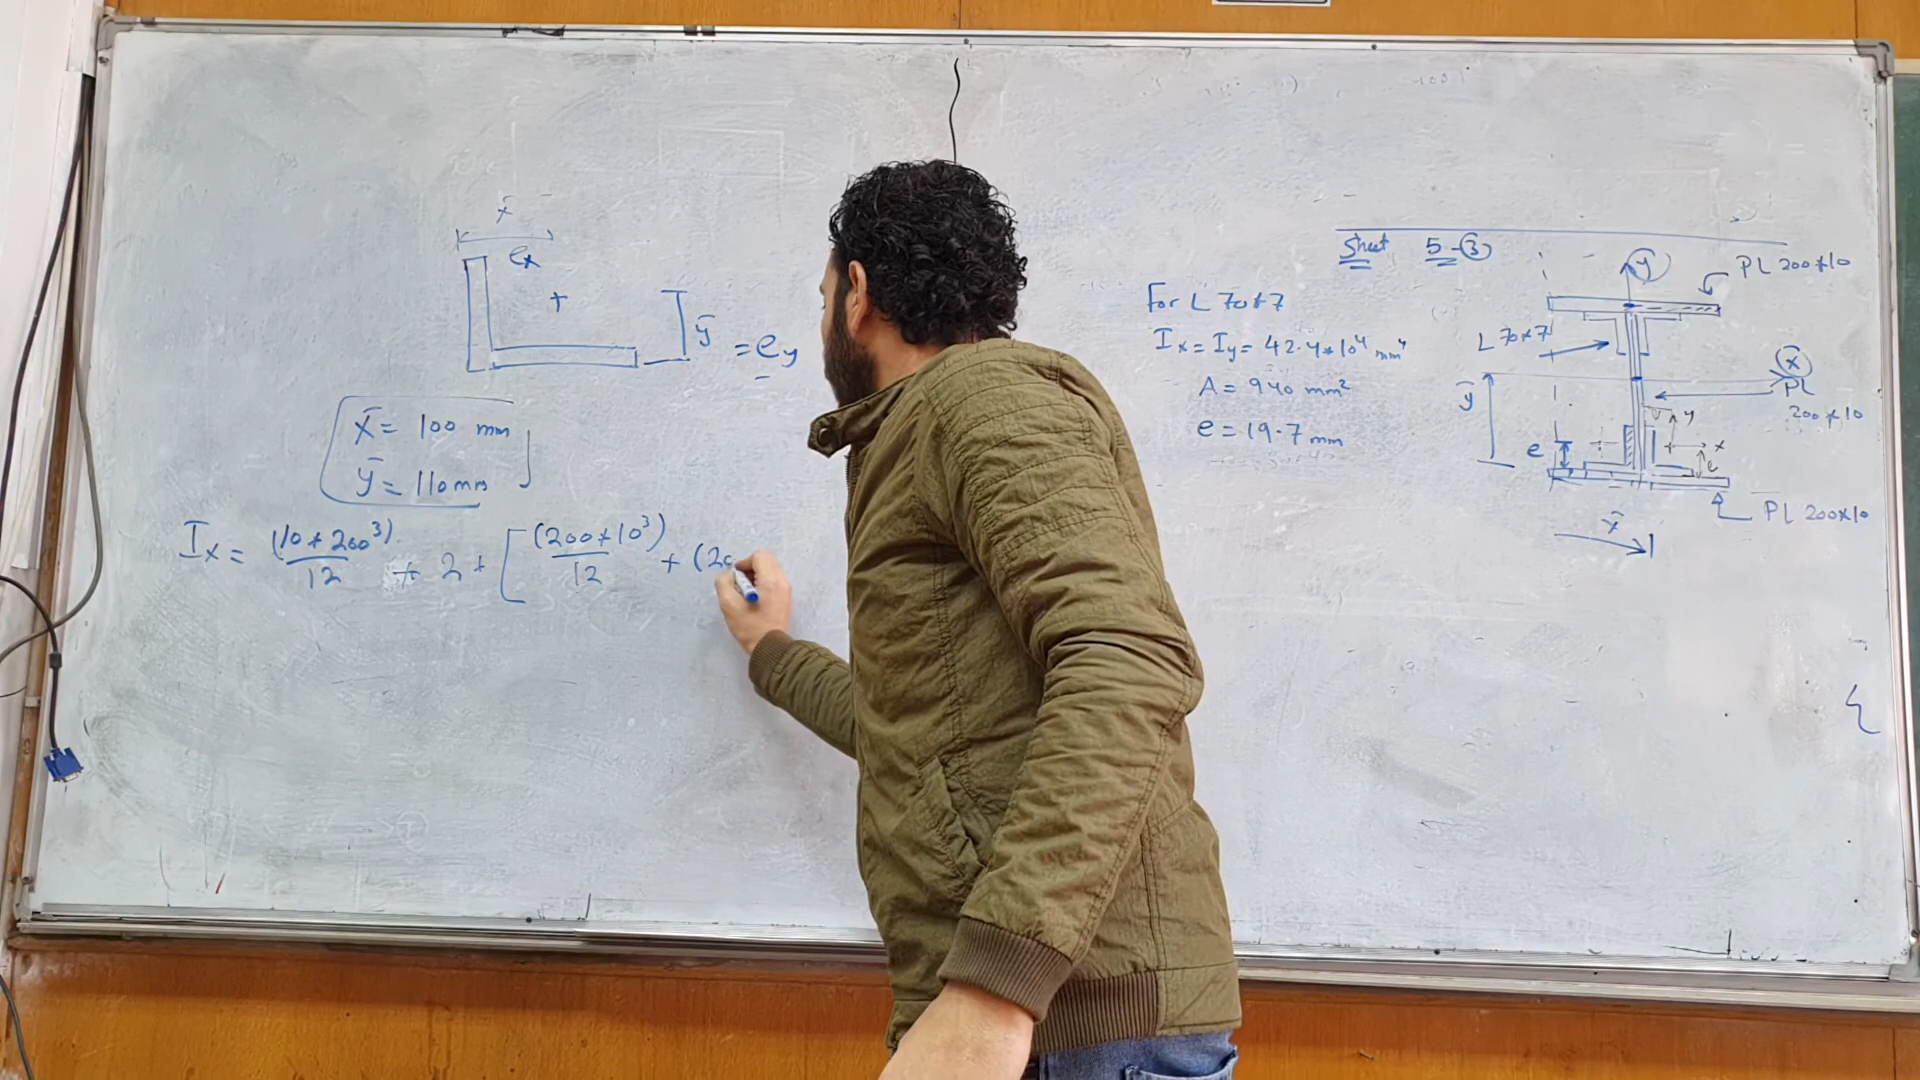 x̄
ex
ȳ = ey
x̄ = 100 mm
ȳ = 110 mm
Ix = (10*200³)/12 + 2* [ (200*10³)/12 + (20
Sheet 5-③
For L 70*7
Ix = Iy = 42.4*10⁴ mm⁴
A = 940 mm²
e = 19.7 mm
Y
PL 200*10
L 70*7
X
PL
200*10
ȳ
y
x
e
e
PL 200*10
x̄